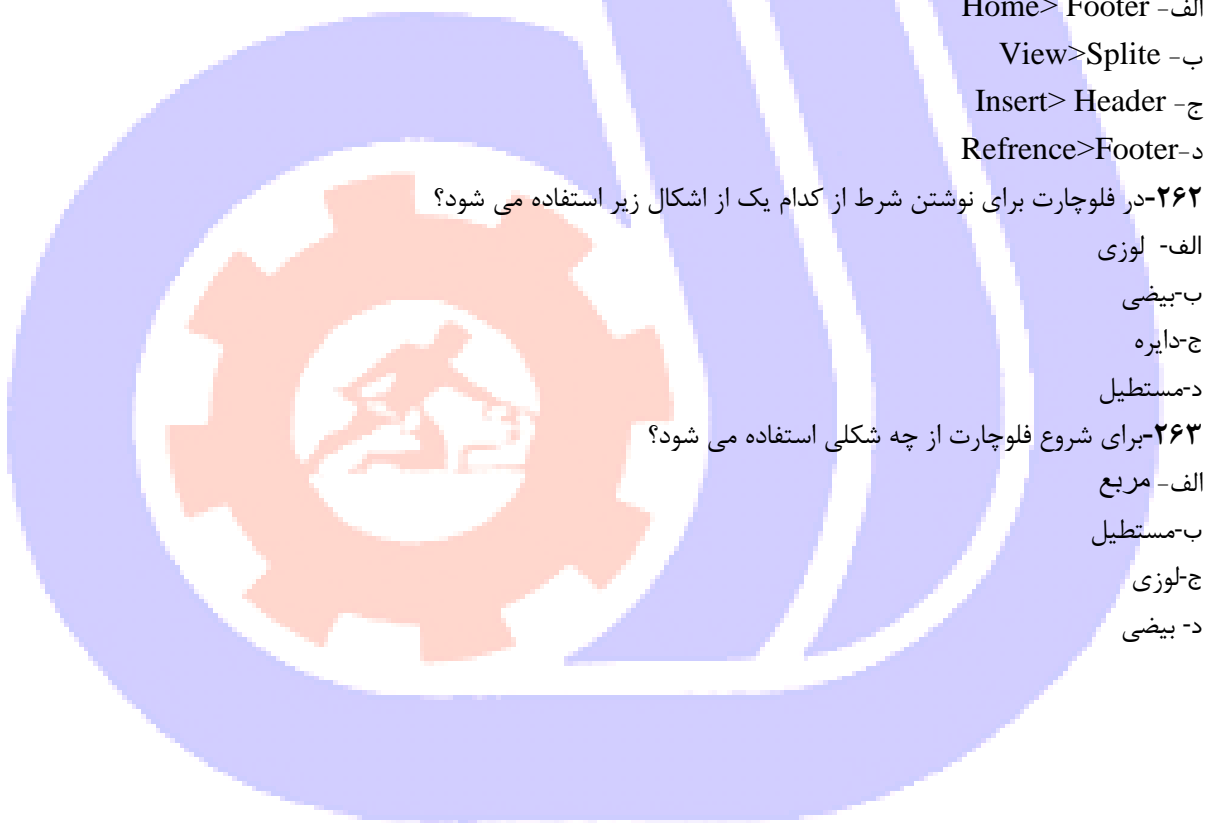 الف- Home> Footer
ب- View>Splite
ج- Insert> Header
د-Refrence>Footer
۲۶۲-در فلوچارت برای نوشتن شرط از کدام یک از اشکال زیر استفاده می شود؟
الف- لوزی
ب-بیضی
ج-دایره
د-مستطیل
۲۶۳-برای شروع فلوچارت از چه شکلی استفاده می شود؟
الف- مربع
ب-مستطیل
ج-لوزی
د- بیضی